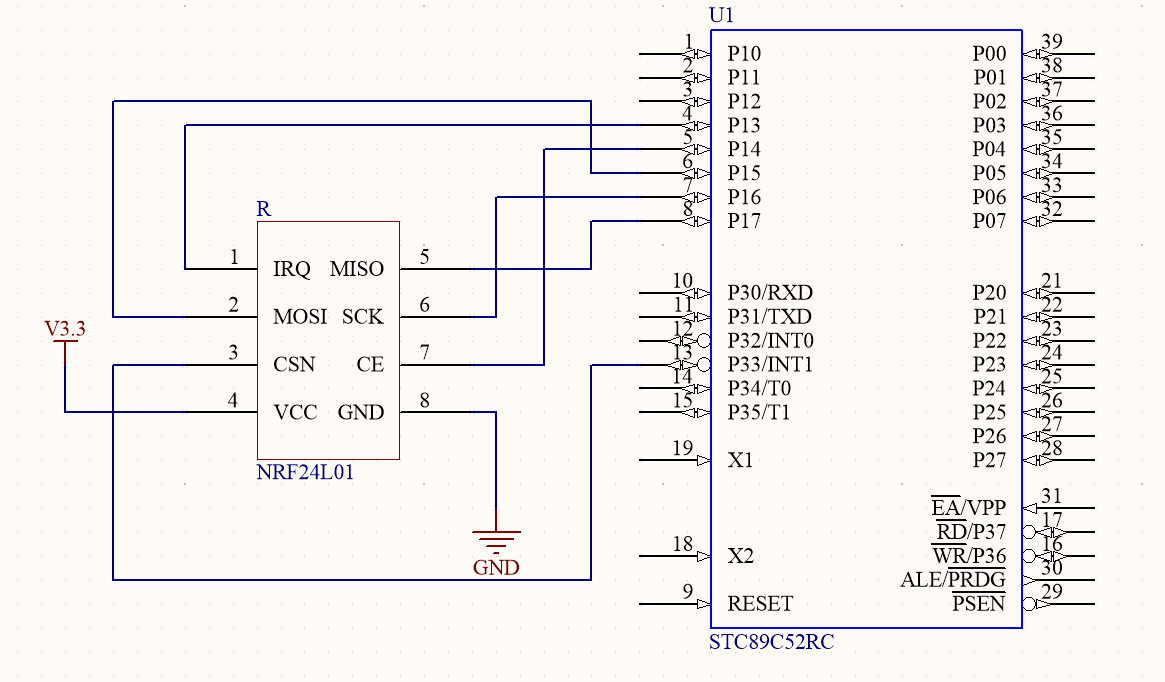 U1
1 P10 P00 39
2 P11 P01 38
3 P12 P02 37
4 P13 P03 36
5 P14 P04 35
6 P15 P05 34
7 P16 P06 33
8 P17 P07 32
R
1 IRQ MISO 5
2 MOSI SCK 6
3 CSN CE 7
4 VCC GND 8
NRF24L01
V3.3
GND
10 P30/RXD P20 21
11 P31/TXD P21 22
12 P32/INT0 P22 23
13 P33/INT1 P23 24
14 P34/T0 P24 25
15 P35/T1 P25 26
P26 27
19 X1 P27 28
EA/VPP 31
RD/P37 17
18 X2 WR/P36 16
ALE/PRDG 30
9 RESET PSEN 29
STC89C52RC